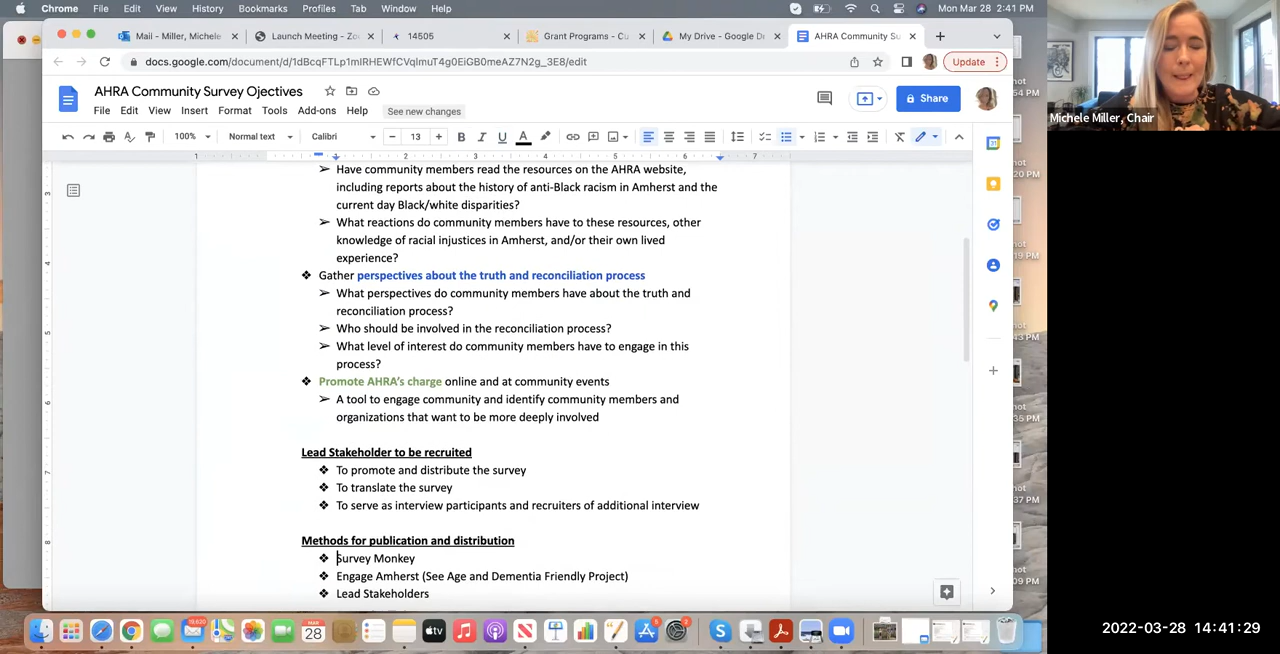 Chrome File Edit View History Bookmarks Profiles Tab Window Help Mon Mar 28 2:41 PM
Mail - Miller, Michele Launch Meeting - Zo 14505 Grant Programs - Cu My Drive - Google D AHRA Community Su
docs.google.com/document/d/1dBcqFTLp1mIRHEWfCVqlmuT4g0EiGB0meAZ7N2g_3E8/edit Update
AHRA Community Survey Ojectives
File Edit View Insert Format Tools Add-ons Help See new changes
Share
100% Normal text Calibri 13
1 2 3 4 5 6 7
Have community members read the resources on the AHRA website,
including reports about the history of anti-Black racism in Amherst and the
current day Black/white disparities?
What reactions do community members have to these resources, other
knowledge of racial injustices in Amherst, and/or their own lived
experience?
Gather perspectives about the truth and reconciliation process
What perspectives do community members have about the truth and
reconciliation process?
Who should be involved in the reconciliation process?
What level of interest do community members have to engage in this
process?
Promote AHRA's charge online and at community events
A tool to engage community and identify community members and
organizations that want to be more deeply involved
Lead Stakeholder to be recruited
To promote and distribute the survey
To translate the survey
To serve as interview participants and recruiters of additional interview
Methods for publication and distribution
Survey Monkey
Engage Amherst (See Age and Dementia Friendly Project)
Lead Stakeholders
Michele Miller, Chair
2022-03-28 14:41:29